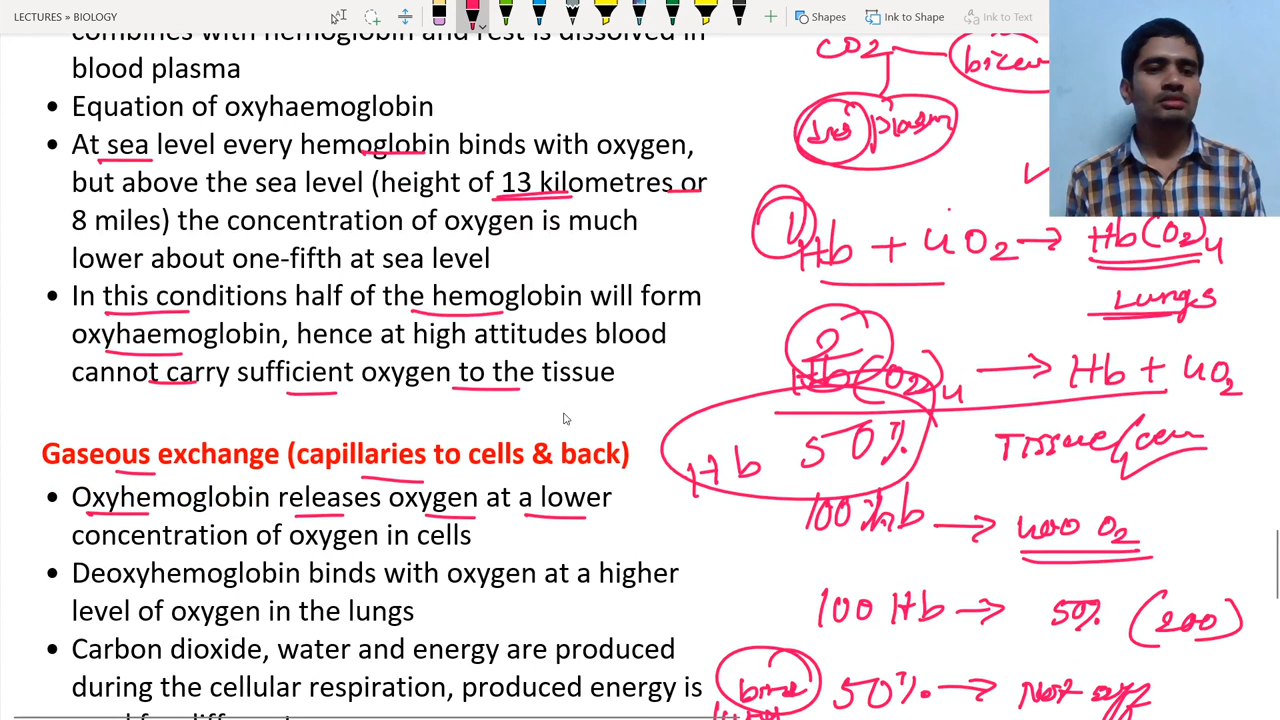 LECTURES » BIOLOGY
Shapes
Ink to Shape
Ink to Text
combines with hemoglobin and rest is dissolved in
blood plasma
• Equation of oxyhaemoglobin
• At sea level every hemoglobin binds with oxygen,
but above the sea level (height of 13 kilometres or
8 miles) the concentration of oxygen is much
lower about one-fifth at sea level
• In this conditions half of the hemoglobin will form
oxyhaemoglobin, hence at high attitudes blood
cannot carry sufficient oxygen to the tissue
Gaseous exchange (capillaries to cells & back)
• Oxyhemoglobin releases oxygen at a lower
concentration of oxygen in cells
• Deoxyhemoglobin binds with oxygen at a higher
level of oxygen in the lungs
• Carbon dioxide, water and energy are produced
during the cellular respiration, produced energy is
CO2
plasm
1
Hb + 4O2 → Hb(O2)4
Lungs
2
Hb(O2)4 → Hb + 4O2
Hb 50%
Tissue/cell
100 Hb → 400 O2
100 Hb → 50% (200)
50% → Not suff